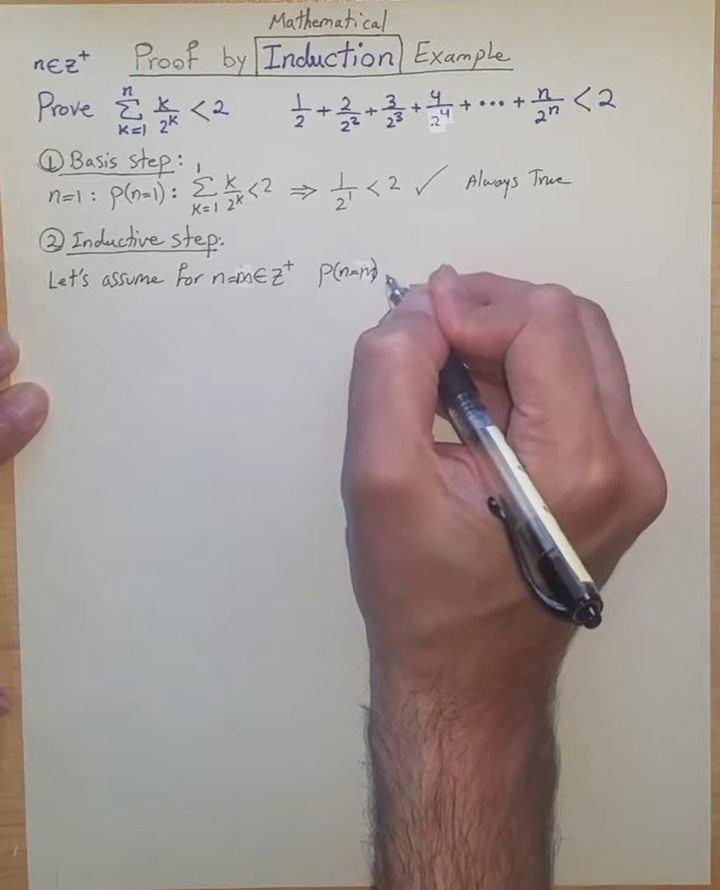 Mathematical
n∈Z⁺ Proof by Induction Example
Prove ∑_{k=1}^{n} k/2^k < 2 1/2 + 2/2² + 3/2³ + 4/2⁴ + ··· + n/2ⁿ < 2
① Basis step:
n=1: P(n=1): ∑_{k=1}^{1} k/2^k < 2 ⇒ 1/2¹ < 2 ✓ Always True
② Inductive step:
Let's assume for n=m∈Z⁺ P(n=m)